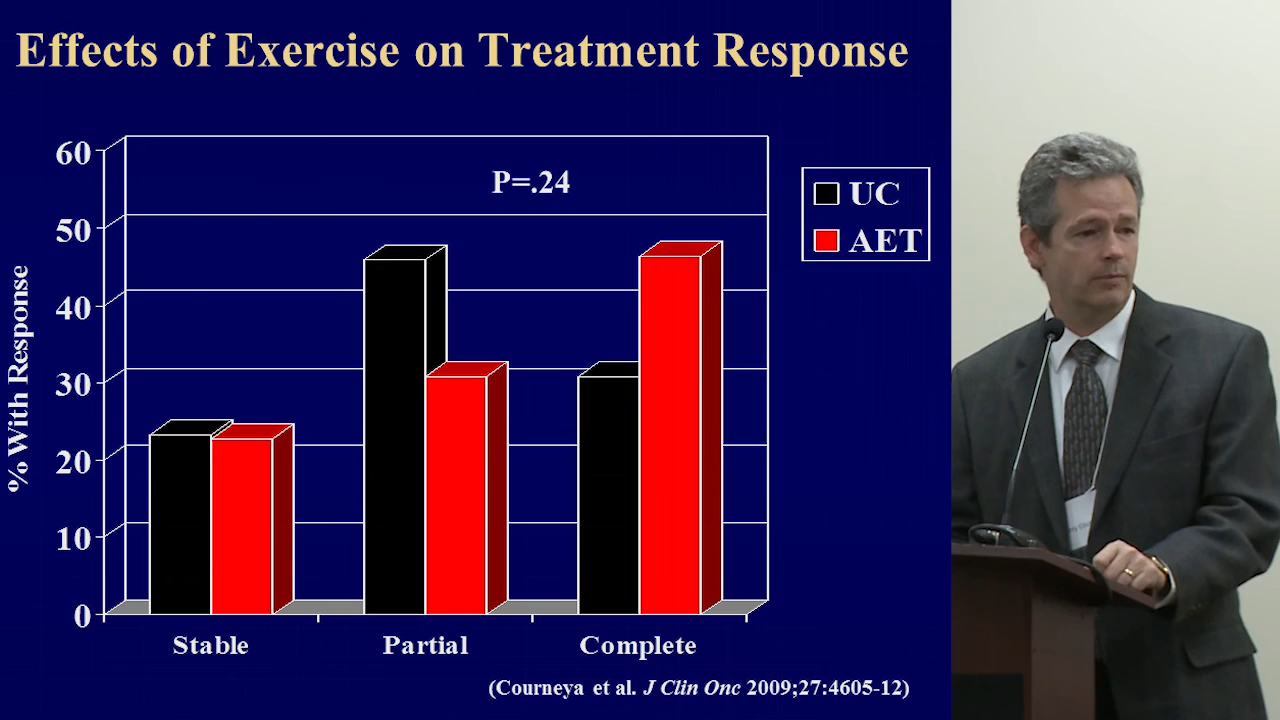 Effects of Exercise on Treatment Response
60
50
40
30
20
10
0
% With Response
P=.24
UC
AET
Stable
Partial
Complete
(Courneya et al. J Clin Onc 2009;27:4605-12)